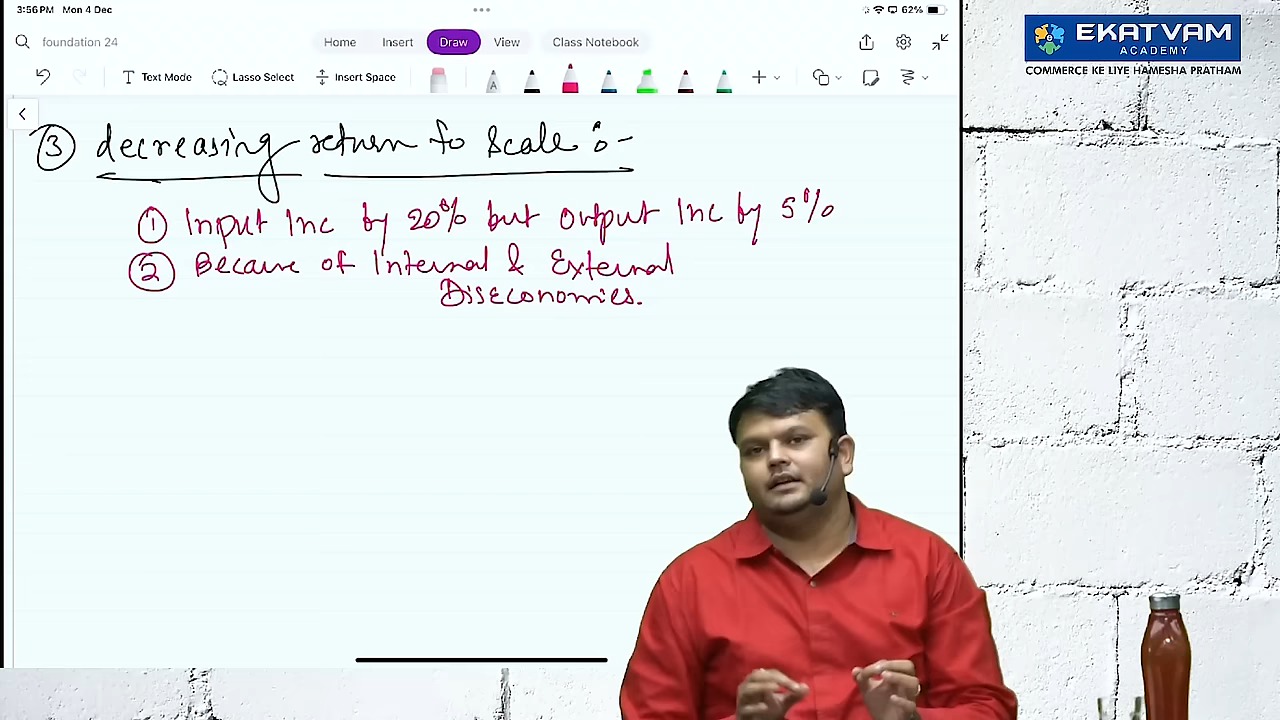 3:56 PM Mon 4 Dec
62%
foundation 24
Home Insert Draw View Class Notebook
Text Mode Lasso Select Insert Space
EKATVAM
ACADEMY
COMMERCE KE LIYE HAMESHA PRATHAM
③ decreasing return to Scale :-
① Input Inc by 20% but output Inc by 5%
② Because of Internal & External
Diseconomies.